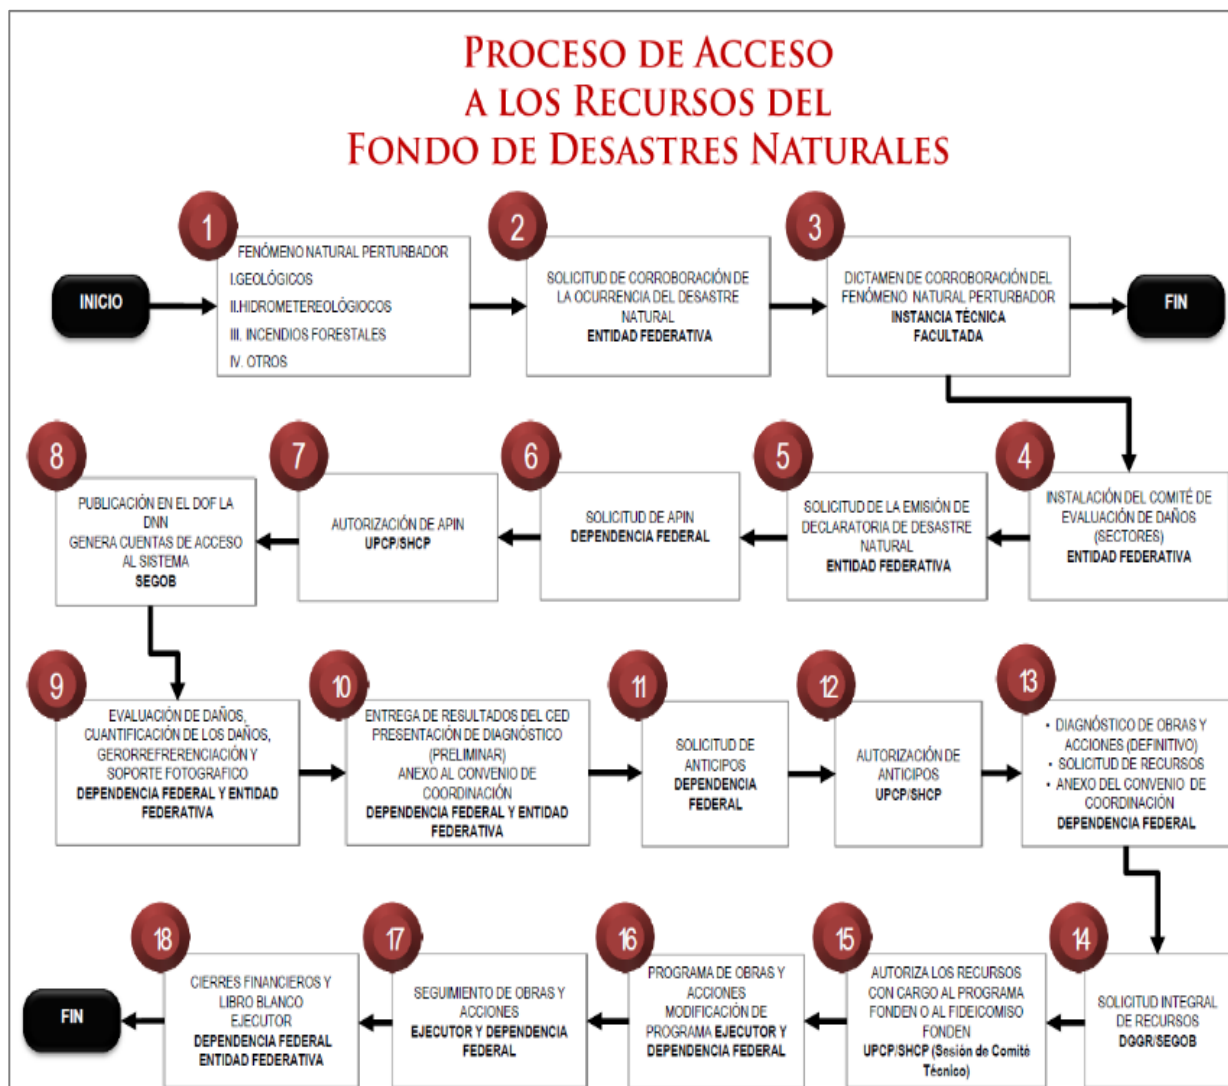 PROCESO DE ACCESO
A LOS RECURSOS DEL
FONDO DE DESASTRES NATURALES
INICIO
1
FENÓMENO NATURAL PERTURBADOR
I.GEOLÓGICOS
II.HIDROMETEREOLÓGIOCOS
III. INCENDIOS FORESTALES
IV. OTROS
2
SOLICITUD DE CORROBORACIÓN DE
LA OCURRENCIA DEL DESASTRE
NATURAL
ENTIDAD FEDERATIVA
3
DICTAMEN DE CORROBORACIÓN DEL
FENÓMENO NATURAL PERTURBADOR
INSTANCIA TÉCNICA
FACULTADA
FIN
4
INSTALACIÓN DEL COMITÉ DE
EVALUACIÓN DE DAÑOS
(SECTORES)
ENTIDAD FEDERATIVA
5
SOLICITUD DE LA EMISIÓN DE
DECLARATORIA DE DESASTRE
NATURAL
ENTIDAD FEDERATIVA
6
SOLICITUD DE APIN
DEPENDENCIA FEDERAL
7
AUTORIZACIÓN DE APIN
UPCP/SHCP
8
PUBLICACIÓN EN EL DOF LA
DNN
GENERA CUENTAS DE ACCESO
AL SISTEMA
SEGOB
9
EVALUACIÓN DE DAÑOS,
CUANTIFICACIÓN DE LOS DAÑOS,
GERORREFRERENCIACIÓN Y
SOPORTE FOTOGRAFICO
DEPENDENCIA FEDERAL Y ENTIDAD
FEDERATIVA
10
ENTREGA DE RESULTADOS DEL CED
PRESENTACIÓN DE DIAGNÓSTICO
(PRELIMINAR)
ANEXO AL CONVENIO DE
COORDINACIÓN
DEPENDENCIA FEDERAL Y ENTIDAD
FEDERATIVA
11
SOLICITUD DE
ANTICIPOS
DEPENDENCIA
FEDERAL
12
AUTORIZACIÓN DE
ANTICIPOS
UPCP/SHCP
13
• DIAGNÓSTICO DE OBRAS Y
ACCIONES (DEFINITIVO)
• SOLICITUD DE RECURSOS
• ANEXO DEL CONVENIO DE
COORDINACIÓN
DEPENDENCIA FEDERAL
14
SOLICITUD INTEGRAL
DE RECURSOS
DGGR/SEGOB
15
AUTORIZA LOS RECURSOS
CON CARGO AL PROGRAMA
FONDEN O AL FIDEICOMISO
FONDEN
UPCP/SHCP (Sesión de Comité
Técnico)
16
PROGRAMA DE OBRAS Y
ACCIONES
MODIFICACIÓN DE
PROGRAMA EJECUTOR Y
DEPENDENCIA FEDERAL
17
SEGUIMIENTO DE OBRAS Y
ACCIONES
EJECUTOR Y DEPENDENCIA
FEDERAL
18
CIERRES FINANCIEROS Y
LIBRO BLANCO
EJECUTOR
DEPENDENCIA FEDERAL
ENTIDAD FEDERATIVA
FIN